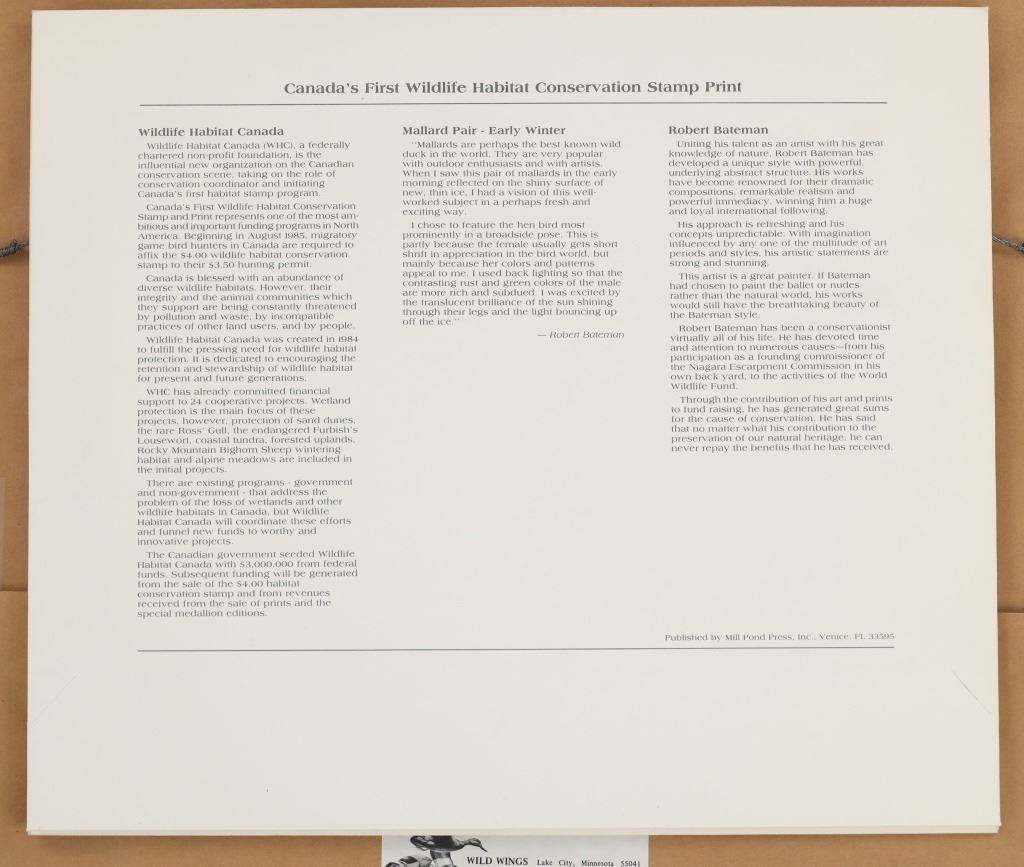 Canada's First Wildlife Habitat Conservation Stamp Print
Wildlife Habitat Canada
Wildlife Habitat Canada (WHC), a federally
chartered non-profit foundation, is the
influential new organization on the Canadian
conservation scene, taking on the role of
conservation coordinator and initiating
Canada's first habitat stamp program.
Canada's First Wildlife Habitat Conservation
Stamp and Print represents one of the most am-
bitious and important funding programs in North
America. Beginning in August 1985, migratory
game bird hunters in Canada are required to
affix the $4.00 wildlife habitat conservation
stamp to their $3.50 hunting permit.
Canada is blessed with an abundance of
diverse wildlife habitats. However, their
integrity and the animal communities which
they support are being constantly threatened
by pollution and waste, by incompatible
practices of other land users, and by people.
Wildlife Habitat Canada was created in 1984
to fulfill the pressing need for wildlife habitat
protection. It is dedicated to encouraging the
retention and stewardship of wildlife habitat
for present and future generations.
WHC has already committed financial
support to 24 cooperative projects. Wetland
protection is the main focus of these
projects, however, protection of sand dunes,
the rare Ross' Gull, the endangered Furbish's
Lousewort, coastal tundra, forested uplands,
Rocky Mountain Bighorn Sheep wintering
habitat and alpine meadows are included in
the initial projects.
There are existing programs - government
and non-government - that address the
problem of the loss of wetlands and other
wildlife habitats in Canada, but Wildlife
Habitat Canada will coordinate these efforts
and funnel new funds to worthy and
innovative projects.
The Canadian government seeded Wildlife
Habitat Canada with $3,000,000 from federal
funds. Subsequent funding will be generated
from the sale of the $4.00 habitat
conservation stamp and from revenues
received from the sale of prints and the
special medallion editions.
Mallard Pair - Early Winter
"Mallards are perhaps the best known wild
duck in the world. They are very popular
with outdoor enthusiasts and with artists.
When I saw this pair of mallards in the early
morning reflected on the shiny surface of
new, thin ice, I had a vision of this well-
worked subject in a perhaps fresh and
exciting way.
I chose to feature the hen bird most
prominently in a broadside pose. This is
partly because the female usually gets short
shrift in appreciation in the bird world, but
mainly because her colors and patterns
appeal to me. I used back lighting so that the
contrasting rust and green colors of the male
are more rich and subdued. I was excited by
the translucent brilliance of the sun shining
through their legs and the light bouncing up
off the ice."
— Robert Bateman
Robert Bateman
Uniting his talent as an artist with his great
knowledge of nature, Robert Bateman has
developed a unique style with powerful,
underlying abstract structure. His works
have become renowned for their dramatic
compositions, remarkable realism and
powerful immediacy, winning him a huge
and loyal international following.
His approach is refreshing and his
concepts unpredictable. With imagination
influenced by any one of the multitude of art
periods and styles, his artistic statements are
strong and stunning.
This artist is a great painter. If Bateman
had chosen to paint the ballet or nudes
rather than the natural world, his works
would still have the breathtaking beauty of
the Bateman style.
Robert Bateman has been a conservationist
virtually all of his life. He has devoted time
and attention to numerous causes—from his
participation as a founding commissioner of
the Niagara Escarpment Commission in his
own back yard, to the activities of the World
Wildlife Fund.
Through the contribution of his art and prints
to fund raising, he has generated great sums
for the cause of conservation. He has said
that no matter what his contribution to the
preservation of our natural heritage, he can
never repay the benefits that he has received.
Published by Mill Pond Press, Inc., Venice, FL 33595
WILD WINGS Lake City, Minnesota 55041